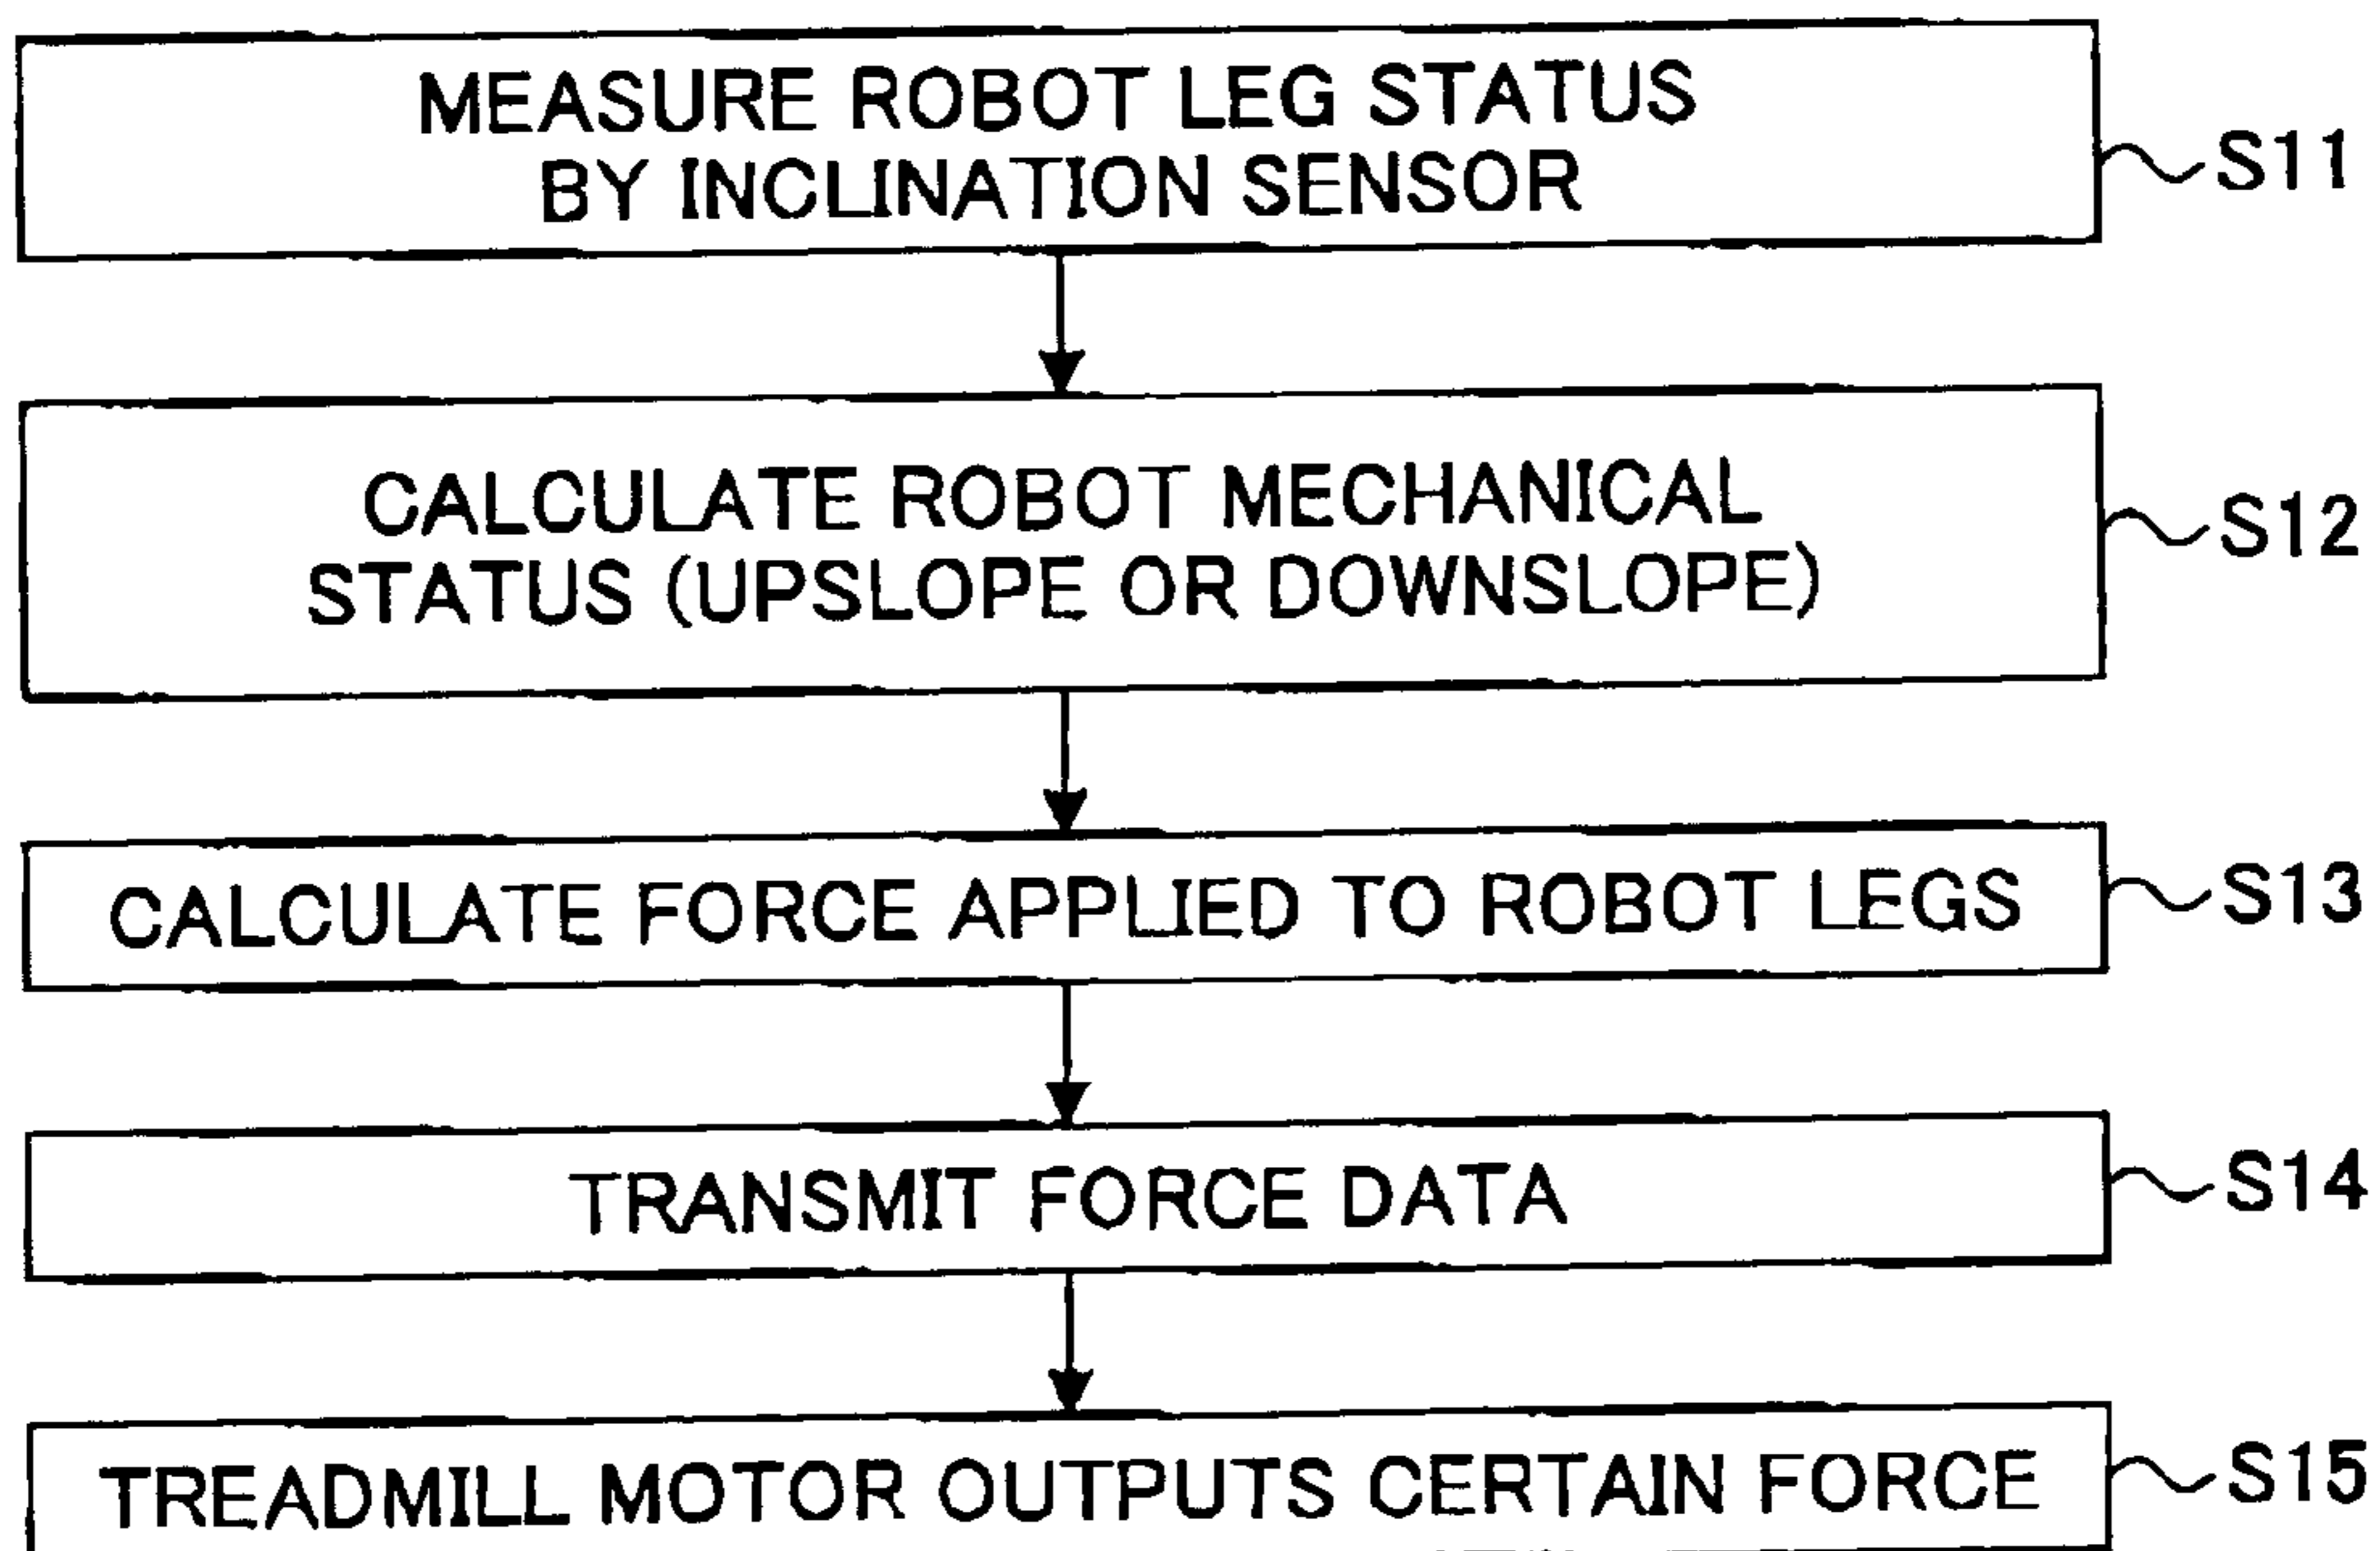 MEASURE ROBOT LEG STATUS
BY INCLINATION SENSOR
S11
CALCULATE ROBOT MECHANICAL
STATUS (UPSLOPE OR DOWNSLOPE)
S12
CALCULATE FORCE APPLIED TO ROBOT LEGS
S13
TRANSMIT FORCE DATA
S14
TREADMILL MOTOR OUTPUTS CERTAIN FORCE
S15